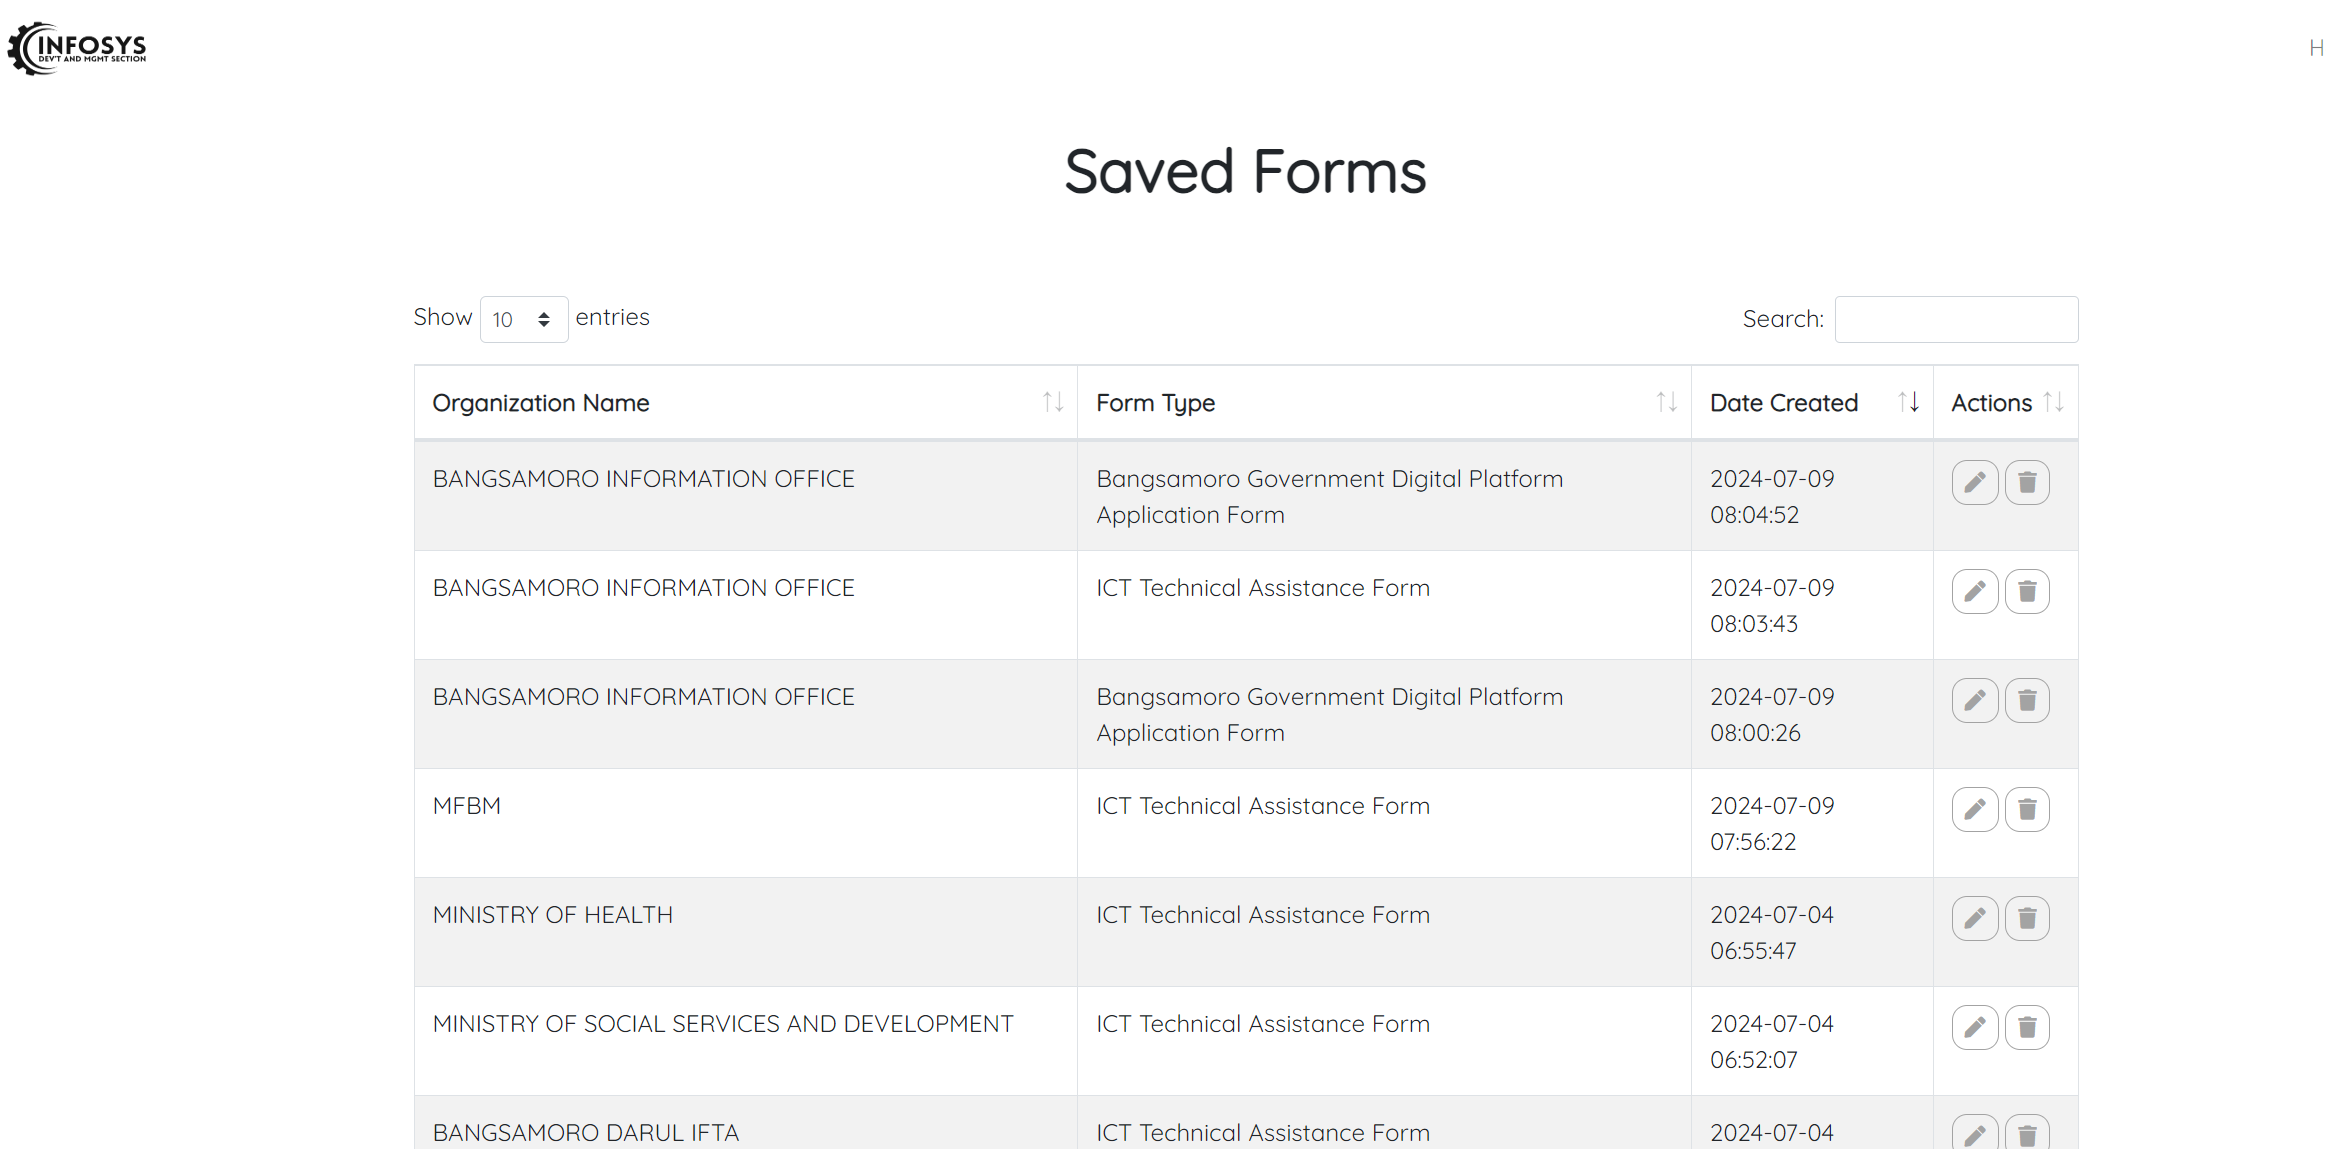 INFOSYS
DEV'T AND MGMT SECTION
H
Saved Forms
Show 10 entries
Search:
Organization Name Form Type Date Created Actions
BANGSAMORO INFORMATION OFFICE Bangsamoro Government Digital Platform 2024-07-09
Application Form 08:04:52
BANGSAMORO INFORMATION OFFICE ICT Technical Assistance Form 2024-07-09
08:03:43
BANGSAMORO INFORMATION OFFICE Bangsamoro Government Digital Platform 2024-07-09
Application Form 08:00:26
MFBM ICT Technical Assistance Form 2024-07-09
07:56:22
MINISTRY OF HEALTH ICT Technical Assistance Form 2024-07-04
06:55:47
MINISTRY OF SOCIAL SERVICES AND DEVELOPMENT ICT Technical Assistance Form 2024-07-04
06:52:07
BANGSAMORO DARUL IFTA ICT Technical Assistance Form 2024-07-04